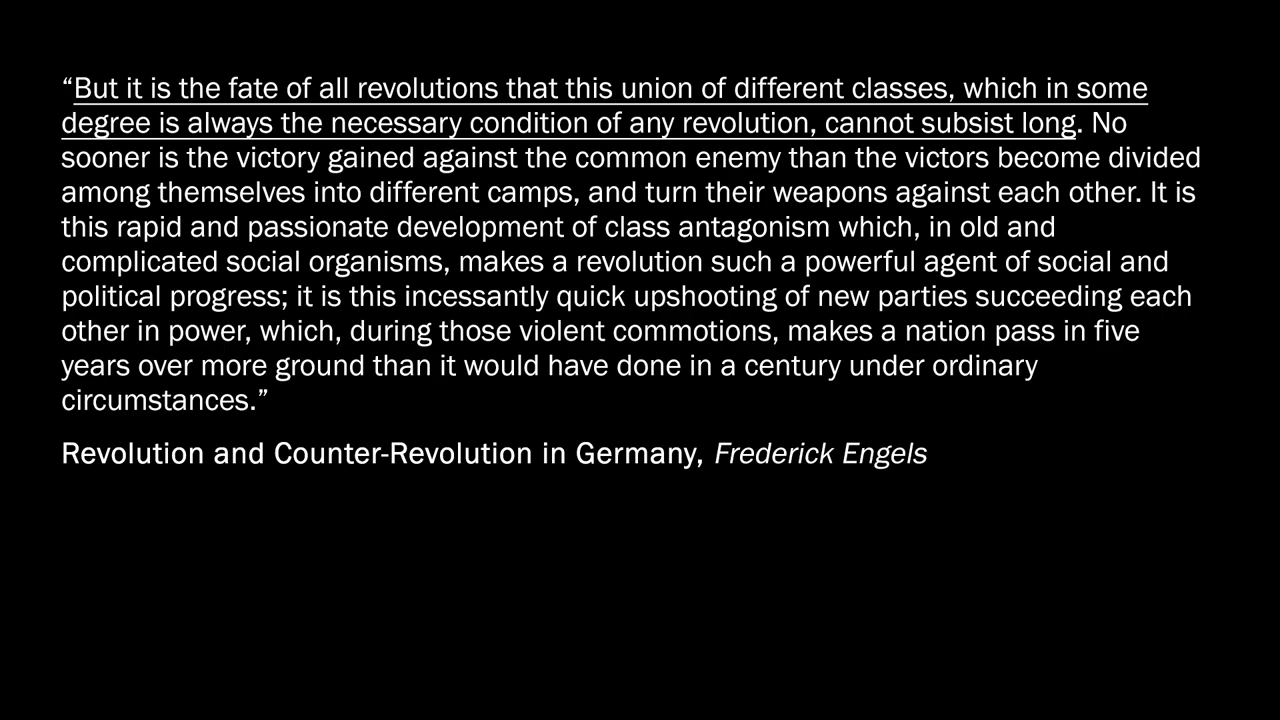 “But it is the fate of all revolutions that this union of different classes, which in some
degree is always the necessary condition of any revolution, cannot subsist long. No
sooner is the victory gained against the common enemy than the victors become divided
among themselves into different camps, and turn their weapons against each other. It is
this rapid and passionate development of class antagonism which, in old and
complicated social organisms, makes a revolution such a powerful agent of social and
political progress; it is this incessantly quick upshooting of new parties succeeding each
other in power, which, during those violent commotions, makes a nation pass in five
years over more ground than it would have done in a century under ordinary
circumstances.”
Revolution and Counter-Revolution in Germany, Frederick Engels